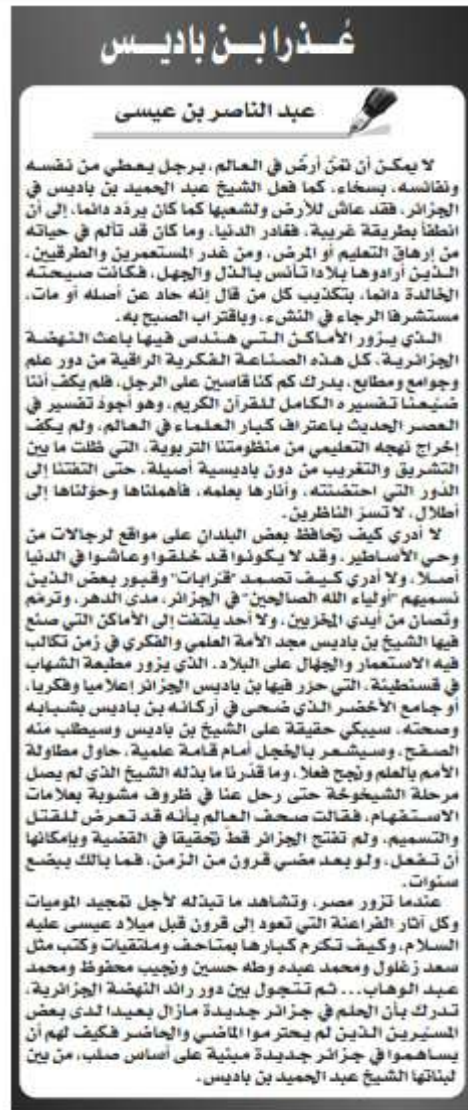 عُـذرا بـن باديـس
عبد الناصر بن عيسى
لا يمكن أن تمُنّ أرضٌ في العالم، برجل يعطي من نفسه
ونفائسه، بسخاء، كما فعل الشيخ عبد الحميد بن باديس في
الجزائر، فقد عاش للأرض ولشعبها كما كان يردّد دائما، إلى أن
انطفأ بطريقة غريبة، فغادر الدنيا، وما كان قد تألم في حياته
من إرهاق التعليم أو المرض، ومن غدر المستعمرين والطرقيين،
الذين أرادوها بلادا تأنس بالذل والجهل، فكانت صيحته
الخالدة دائما، بتكذيب كل من قال إنه حاد عن أصله أو مات،
مستشرفا الرجاء في النشء، وباقتراب الصبح به.
الذي يزور الأماكن التي هندس فيها باعث النهضة
الجزائرية، كل هذه الصناعة الفكرية الراقية من دور علم
وجوامع ومطابع، يدرك كم كنا قاسين على الرجل، فلم يكف أننا
ضيّعنا تفسيره الكامل للقرآن الكريم، وهو أجودُ تفسير في
العصر الحديث باعتراف كبار العلماء في العالم، ولم يكفِ
إخراج نهجه التعليمي من منظومتنا التربوية، التي ظلت ما بين
التشريق والتغريب من دون باديسية أصيلة، حتى التفتنا إلى
الدُور التي احتضنته، وأنارها بعلمه، فأهملناها وحوّلناها إلى
أطلال، لا تسرّ الناظرين.
لا أدري كيف تحافظ بعض البلدان على مواقع لرجالات من
وحي الأساطير، وقد لا يكونوا قد خلقوا وعاشوا في الدنيا
أصلا، ولا أدري كيف تصمد "قرابات" وقبور بعض الذين
نسميهم "أولياء الله الصالحين" في الجزائر، مدى الدهر، وترمّم
وتُصان من أيدي المخرّبين، ولا أحد يلتفت إلى الأماكن التي صنع
فيها الشيخ بن باديس مجد الأمة العلمي والفكري في زمن تكالب
فيه الاستعمار والجهّال على البلاد. الذي يزور مطبعة الشهاب
في قسنطينة، التي حرّر فيها بن باديس الجزائر إعلاميا وفكريا،
أو جامع الأخضر الذي ضحى في أركانه بن باديس بشبابه
وصحته، سيبكي حقيقة على الشيخ بن باديس وسيطلب منه
الصفح، وسيشعر بالخجل أمام قامة علمية، حاول مطاولة
الأمم بالعلم ونجح فعلا، وما قدّرنا ما بذله الشيخ الذي لم يصل
مرحلة الشيخوخة حتى رحل عنا في ظروف مشوبة بعلامات
الاستفهام، فقالت صحف العالم بأنه قد تعرض للقتل
والتسميم، ولم تفتح الجزائر قطّ تحقيقا في القضية وبإمكانها
أن تفعل، ولو بعد مضي قرون من الزمن، فما بالك ببضع
سنوات.
عندما تزور مصر، وتشاهد ما تبذله لأجل تمجيد الموميات
وكل آثار الفراعنة التي تعود إلى قرون قبل ميلاد عيسى عليه
السلام، وكيف تكرم كبارها بمتاحف وملتقيات وكتب مثل
سعد زغلول ومحمد عبده وطه حسين ونجيب محفوظ ومحمد
عبد الوهاب... ثم تتجول بين دور رائد النهضة الجزائرية،
تدرك بأن الحلم في جزائر جديدة مازال بعيدا لدى بعض
المسيّرين الذين لم يحترموا الماضي والحاضر فكيف لهم أن
يساهموا في جزائر جديدة مبنية على أساس صلب، من بين
لبناتها الشيخ عبد الحميد بن باديس.